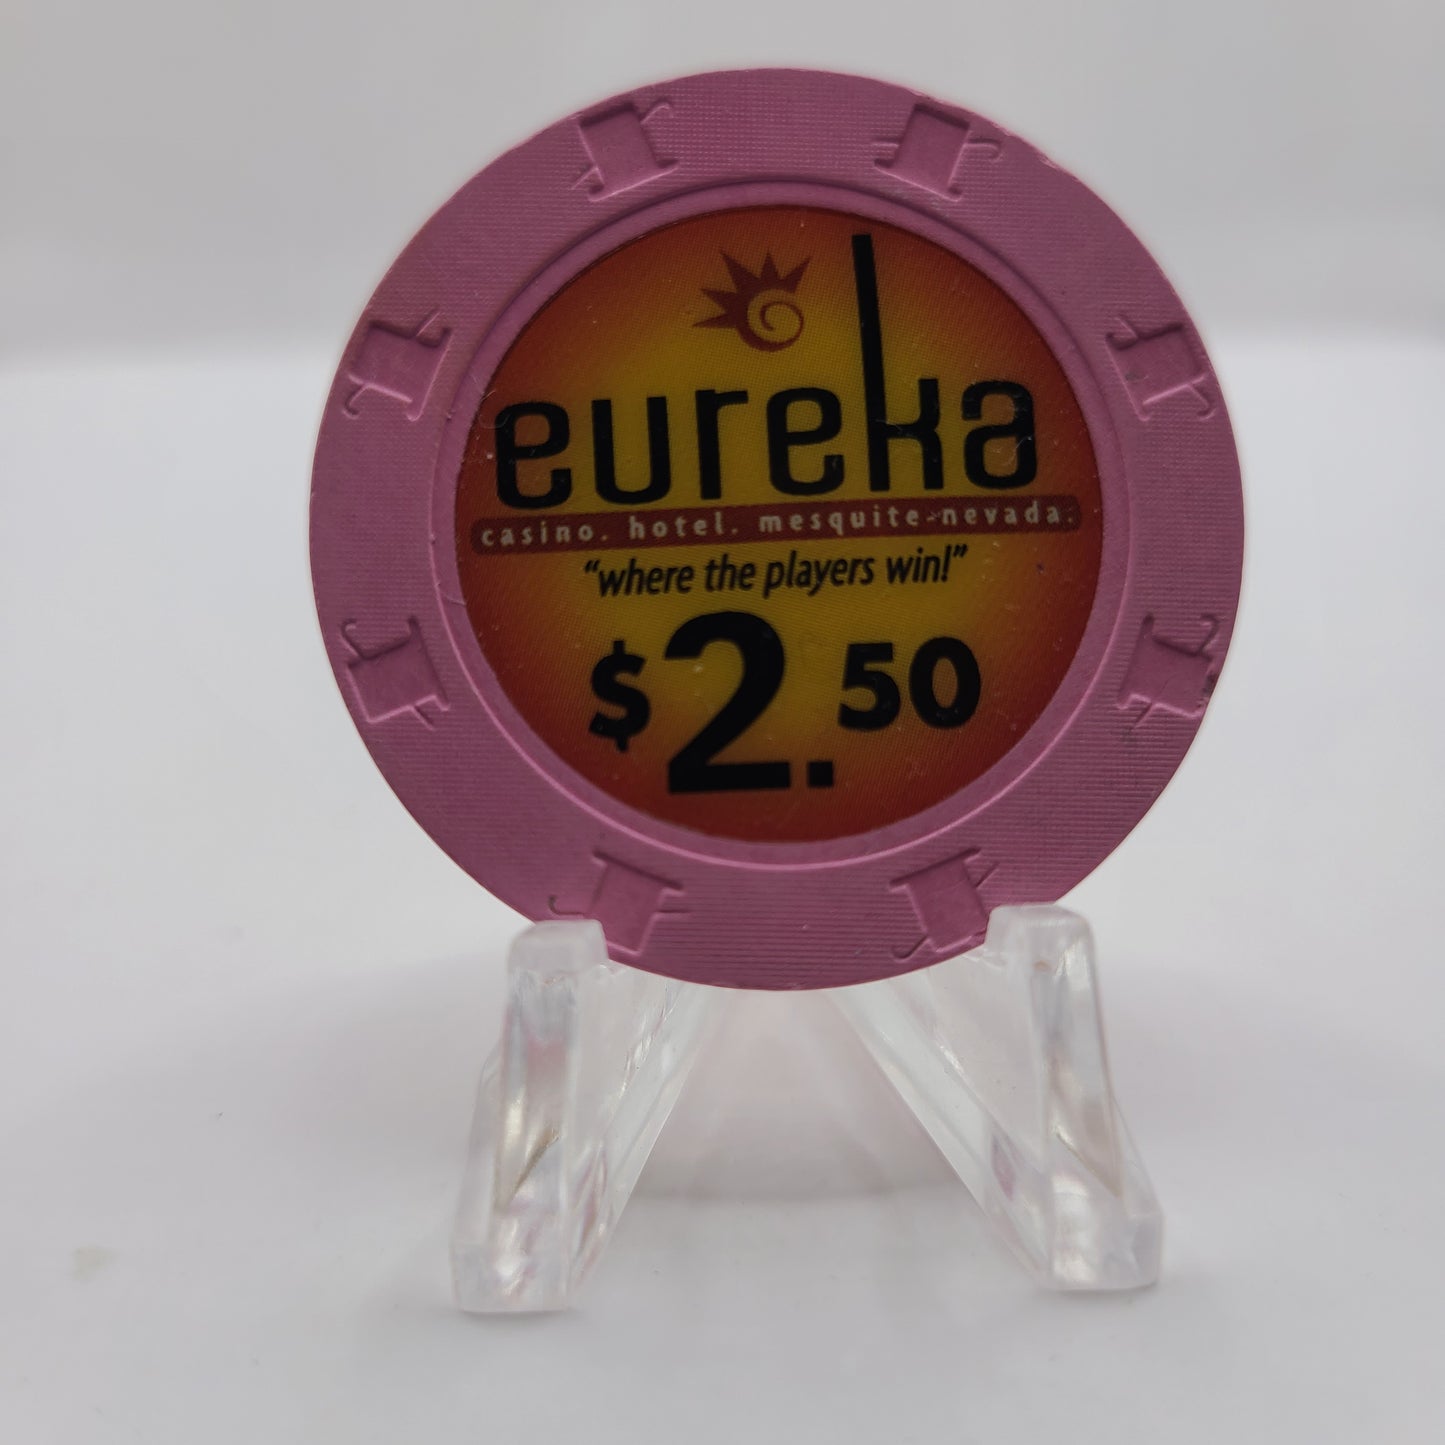 eureka
casino. hotel. mesquite-nevada.
"where the players win!"
$2.50